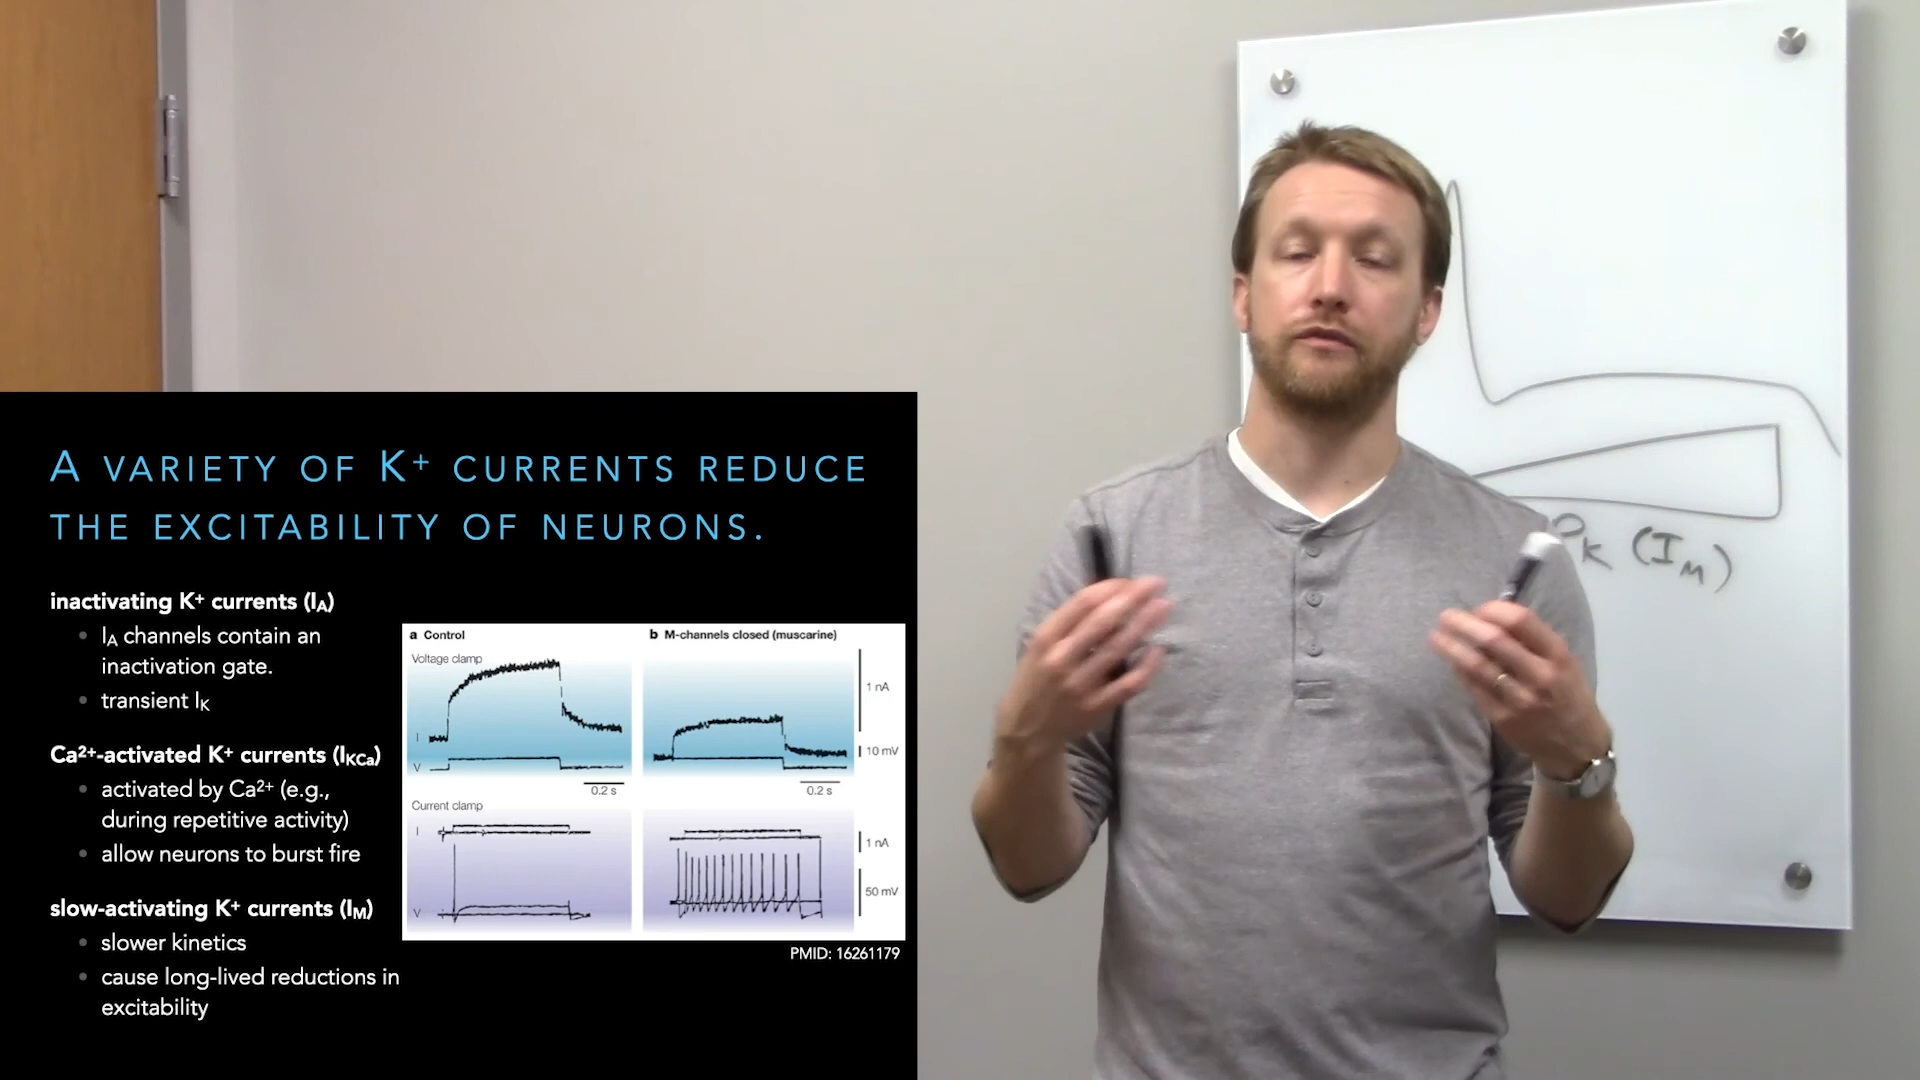 A VARIETY OF K+ CURRENTS REDUCE
THE EXCITABILITY OF NEURONS.
inactivating K+ currents (IA)
• IA channels contain an
inactivation gate.
• transient IK
Ca2+-activated K+ currents (IKCa)
• activated by Ca2+ (e.g.,
during repetitive activity)
• allow neurons to burst fire
slow-activating K+ currents (IM)
• slower kinetics
• cause long-lived reductions in
excitability
a Control
b M-channels closed (muscarine)
Voltage clamp
1 nA
I
10 mV
V
0.2 s
0.2 s
Current clamp
I
1 nA
50 mV
V
PMID: 16261179
PK (IM)